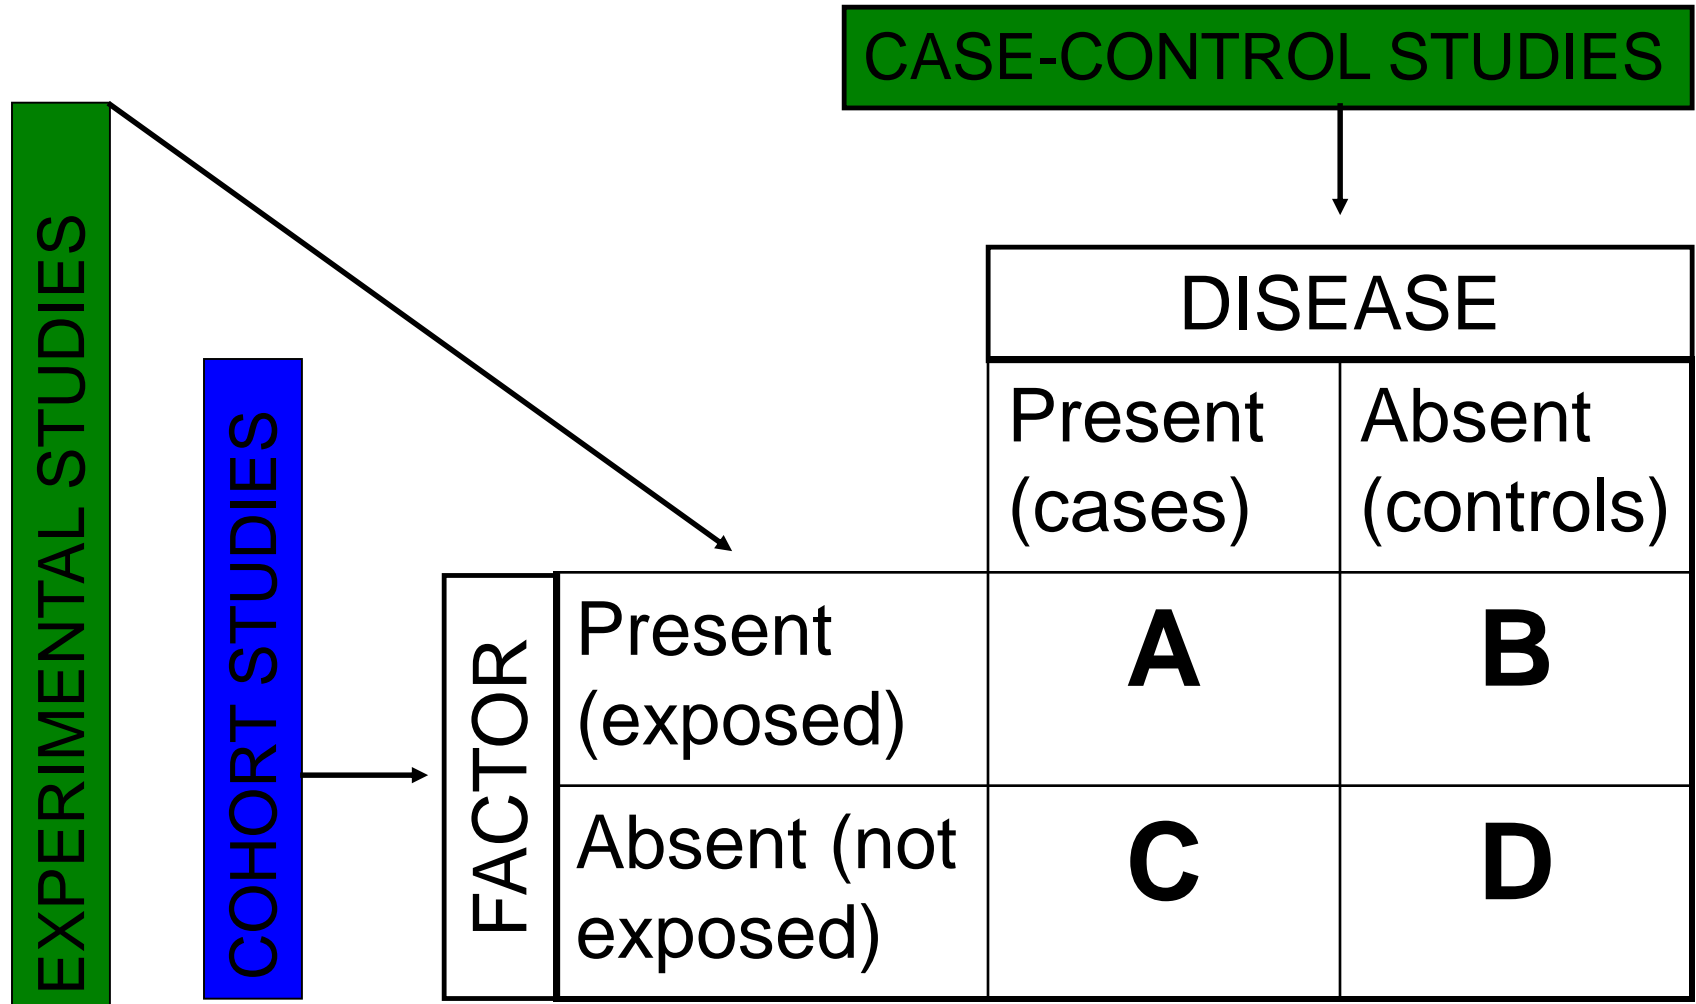 CASE-CONTROL STUDIES
EXPERIMENTAL STUDIES
COHORT STUDIES
DISEASE
Present
(cases)
Absent
(controls)
FACTOR
Present
(exposed)
A
B
Absent (not
exposed)
C
D